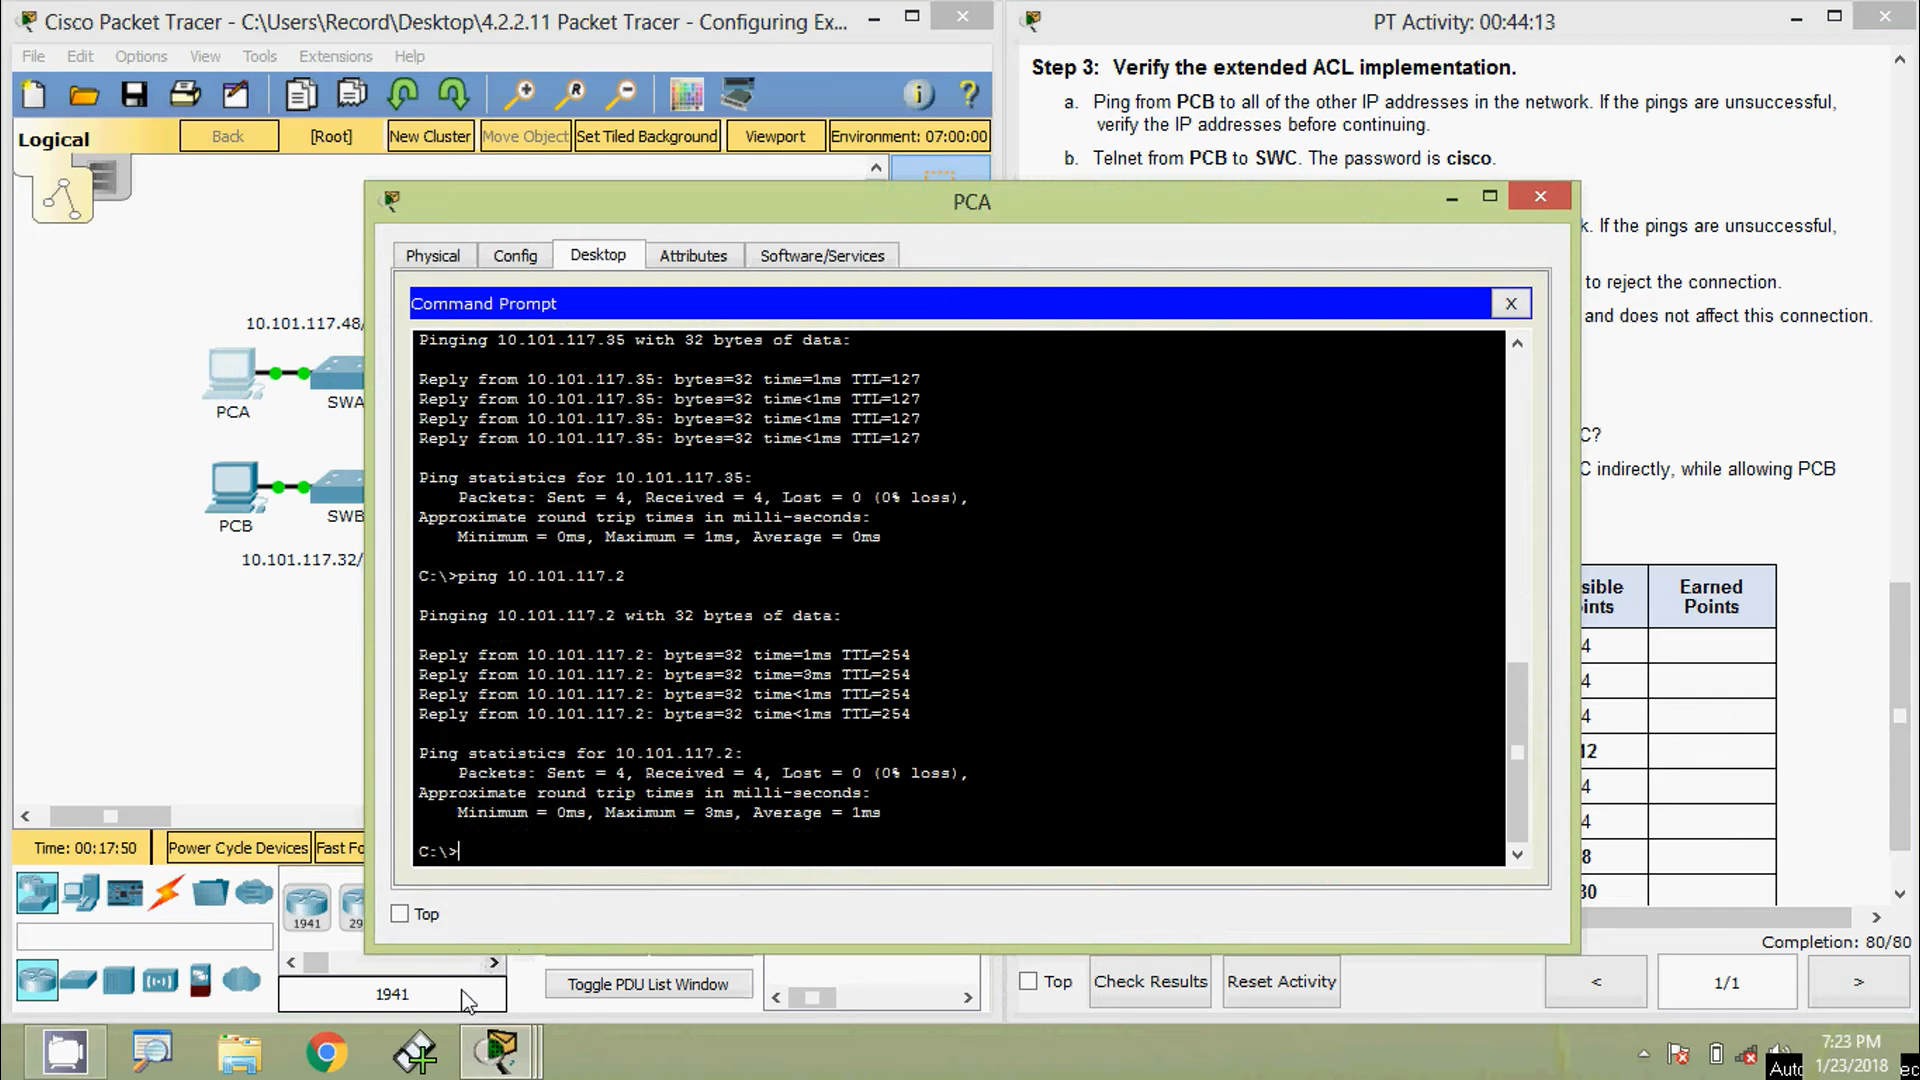 Cisco Packet Tracer - C:\Users\Record\Desktop\4.2.2.11 Packet Tracer - Configuring Ex...
File Edit Options View Tools Extensions Help
Logical
Back
[Root]
New Cluster
Move Object
Set Tiled Background
Viewport
Environment: 07:00:00
10.101.117.48/
PCA
SWA
PCB
SWB
10.101.117.32/
Time: 00:17:50
Power Cycle Devices
Fast Fo
1941
29
1941
Toggle PDU List Window
PCA
Physical
Config
Desktop
Attributes
Software/Services
Command Prompt
X
Pinging 10.101.117.35 with 32 bytes of data:
Reply from 10.101.117.35: bytes=32 time=1ms TTL=127
Reply from 10.101.117.35: bytes=32 time<1ms TTL=127
Reply from 10.101.117.35: bytes=32 time<1ms TTL=127
Reply from 10.101.117.35: bytes=32 time<1ms TTL=127
Ping statistics for 10.101.117.35:
Packets: Sent = 4, Received = 4, Lost = 0 (0% loss),
Approximate round trip times in milli-seconds:
Minimum = 0ms, Maximum = 1ms, Average = 0ms
C:\>ping 10.101.117.2
Pinging 10.101.117.2 with 32 bytes of data:
Reply from 10.101.117.2: bytes=32 time=1ms TTL=254
Reply from 10.101.117.2: bytes=32 time=3ms TTL=254
Reply from 10.101.117.2: bytes=32 time<1ms TTL=254
Reply from 10.101.117.2: bytes=32 time<1ms TTL=254
Ping statistics for 10.101.117.2:
Packets: Sent = 4, Received = 4, Lost = 0 (0% loss),
Approximate round trip times in milli-seconds:
Minimum = 0ms, Maximum = 3ms, Average = 1ms
C:\>
Top
PT Activity: 00:44:13
Step 3: Verify the extended ACL implementation.
a. Ping from PCB to all of the other IP addresses in the network. If the pings are unsuccessful,
verify the IP addresses before continuing.
b. Telnet from PCB to SWC. The password is cisco.
k. If the pings are unsuccessful,
to reject the connection.
and does not affect this connection.
C?
C indirectly, while allowing PCB
sible
ints
Earned
Points
4
4
4
12
4
4
8
30
Completion: 80/80
Top
Check Results
Reset Activity
<
1/1
>
7:23 PM
1/23/2018
Auto
ec